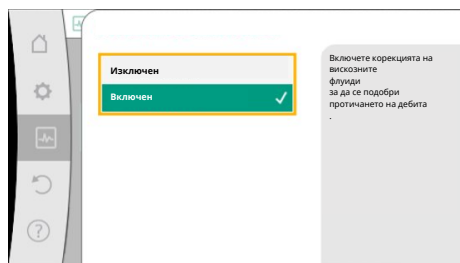 Изключен
Включен
Включете корекцията на
вискозните
флуиди
за да се подобри
протичането на дебита
.